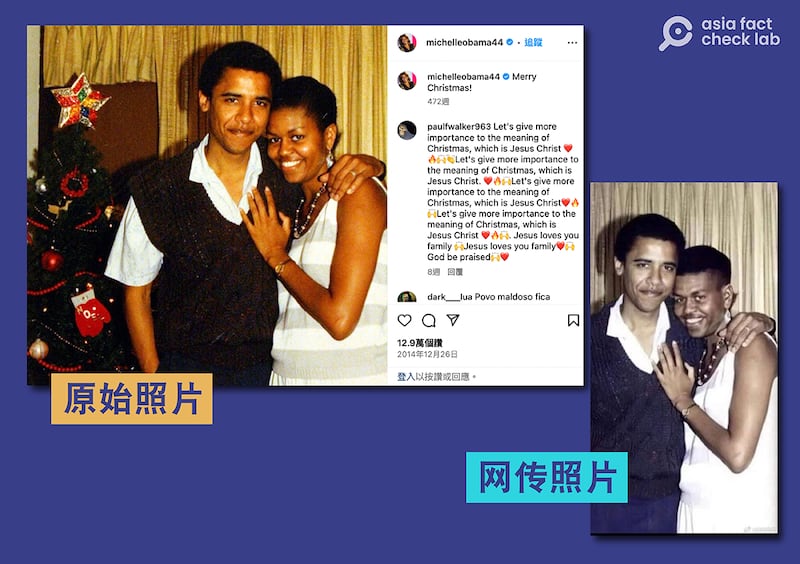 asia fact
check lab
michelleobama44 · 追蹤
michelleobama44 Merry
Christmas!
472週
paulfwalker963 Let's give more
importance to the meaning of
Christmas, which is Jesus Christ ❤️
🔥🙌👏Let's give more importance to
the meaning of Christmas, which is
Jesus Christ. ❤️🔥🙌Let's give more
importance to the meaning of
Christmas, which is Jesus Christ❤️🔥
🙌Let's give more importance to the
meaning of Christmas, which is
Jesus Christ ❤️🔥🙌. Jesus loves you
family 🙌Jesus loves you family❤️🙌
God be praised🙌❤️
8週 回覆
dark___lua Povo maldoso fica
12.9萬個讚
2014年12月26日
登入以按讚或回應。
原始照片
网传照片